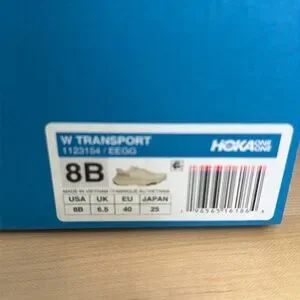 W TRANSPORT
1123154 / EEGG
HOKA ONE ONE
8B
MADE IN VIETNAM / FABRIQUÉ AU VIETNAM
USA UK EU JAPAN
8B 6.5 40 25